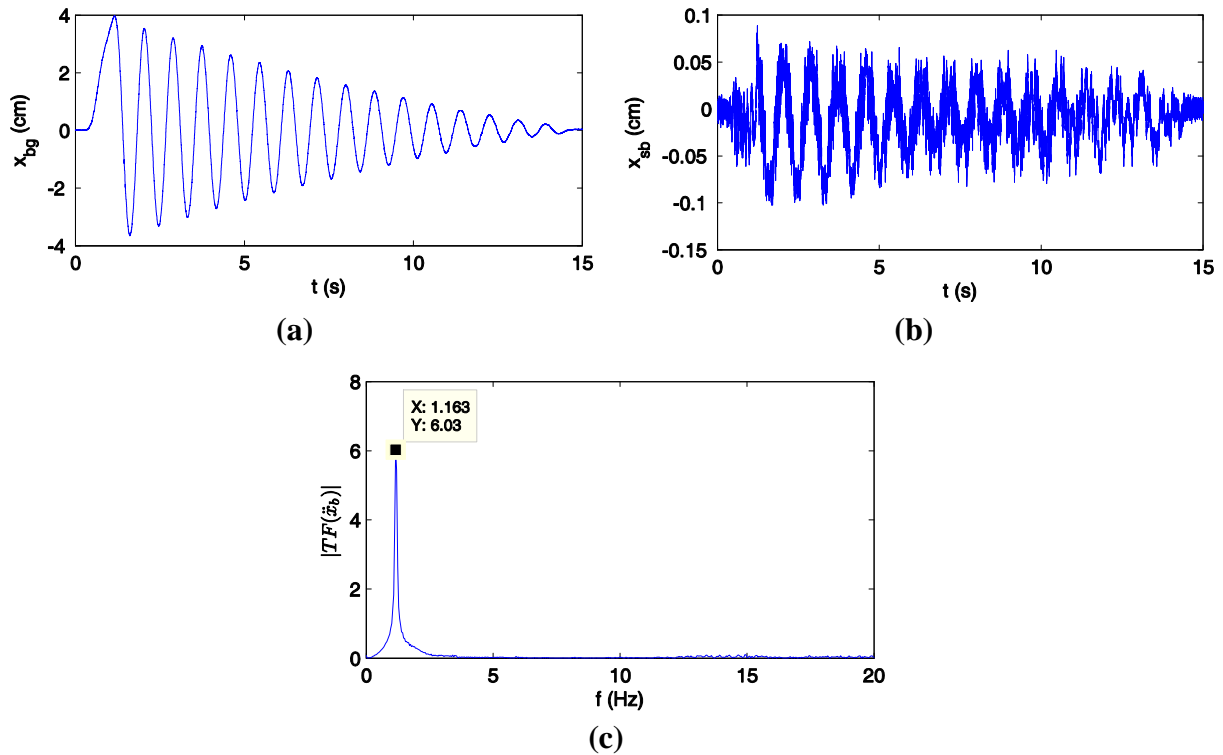 4
2
0
-2
-4
x_bg (cm)
0 5 10 15
t (s)
(a)
0.1
0.05
0
-0.05
-0.1
-0.15
x_sb (cm)
0 5 10 15
t (s)
(b)
8
6
4
2
0
|TF(ẍ_b)|
X: 1.163
Y: 6.03
0 5 10 15 20
f (Hz)
(c)